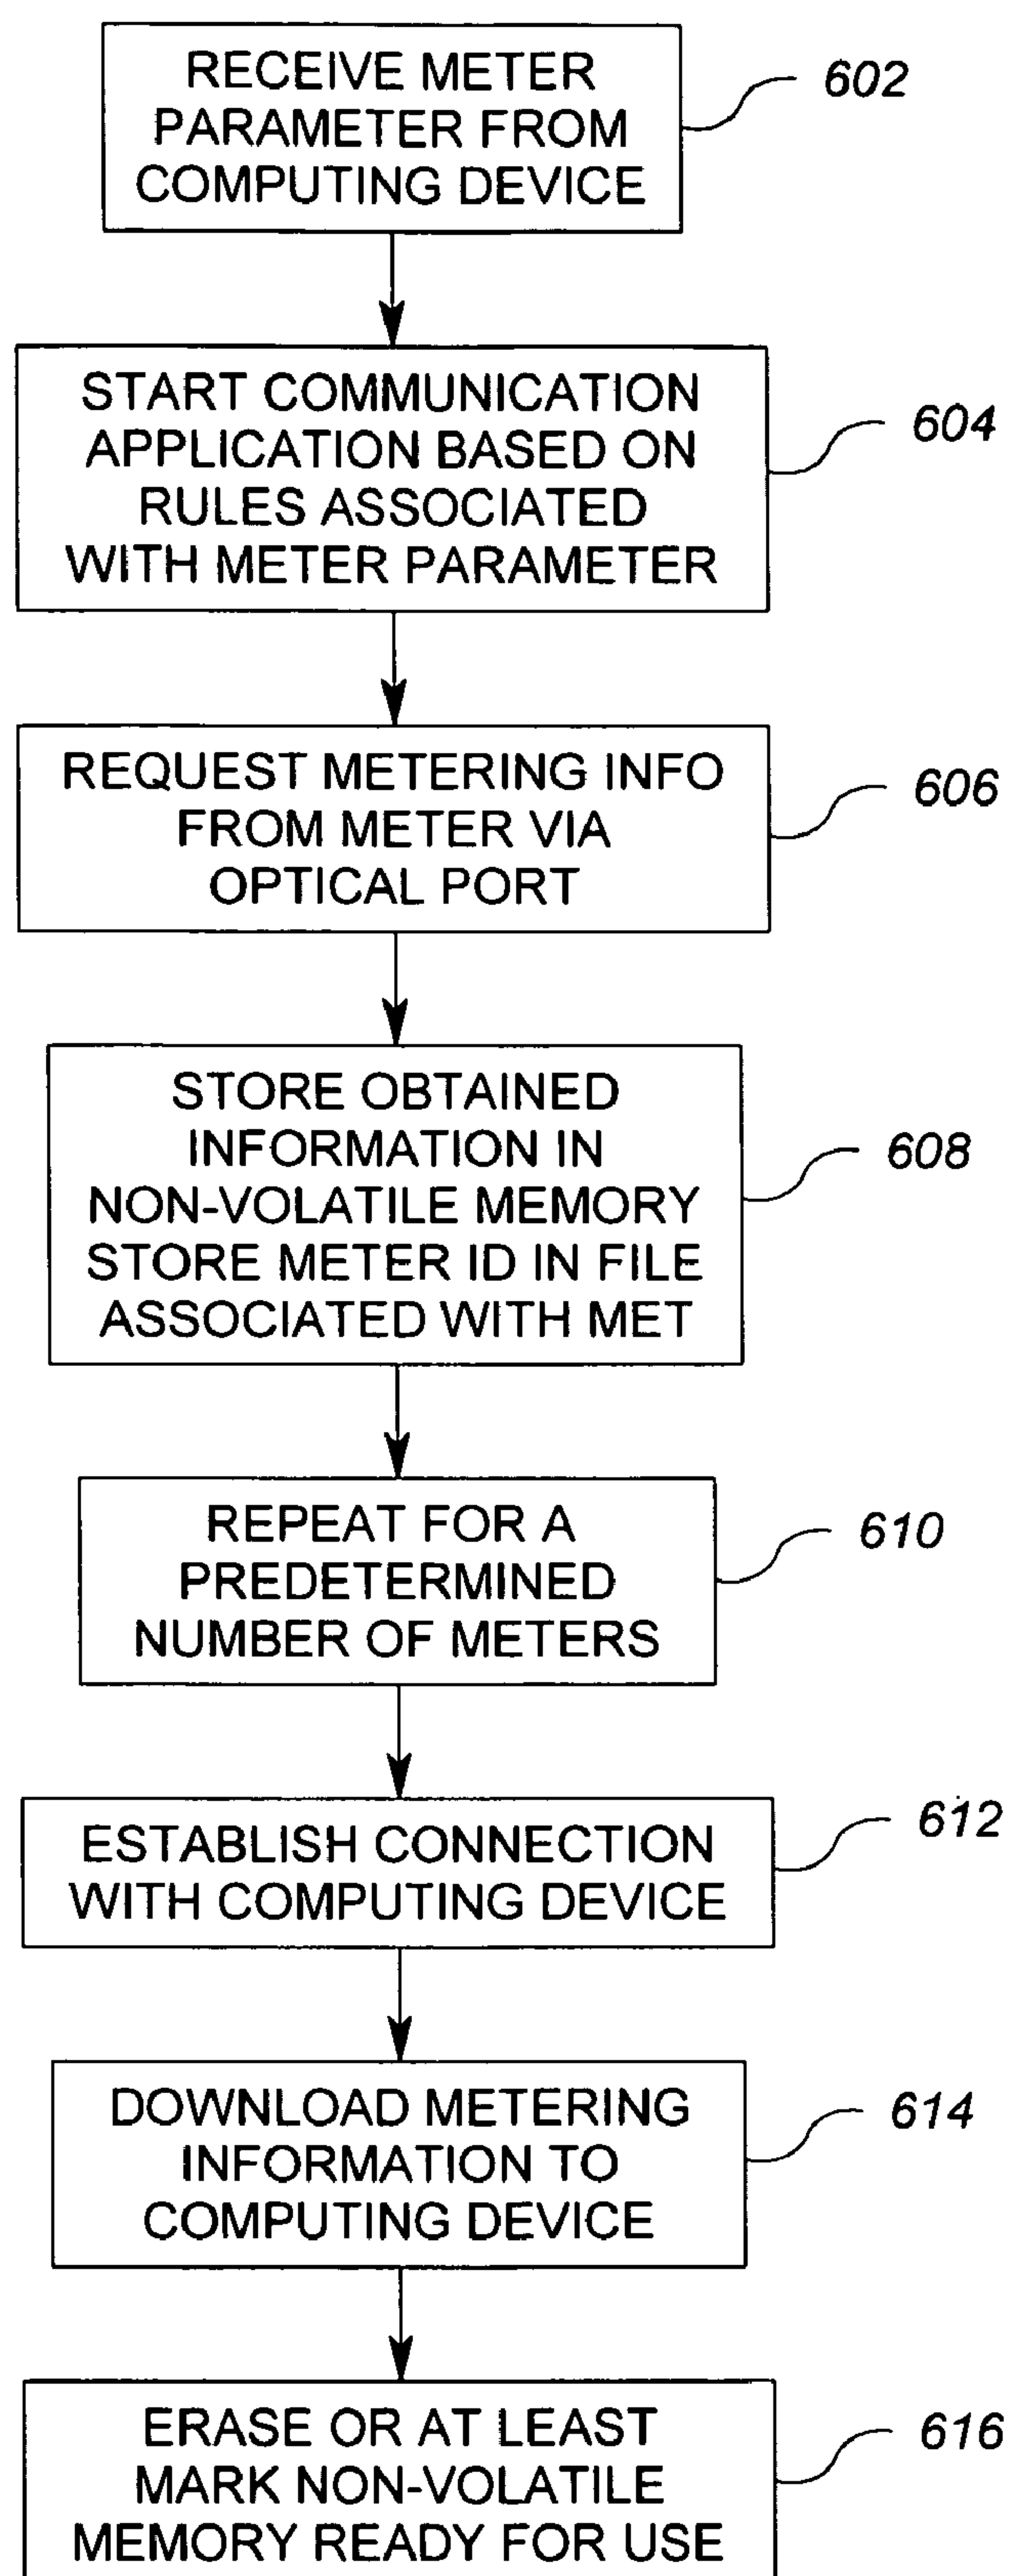 RECEIVE METER
PARAMETER FROM
COMPUTING DEVICE
602
START COMMUNICATION
APPLICATION BASED ON
RULES ASSOCIATED
WITH METER PARAMETER
604
REQUEST METERING INFO
FROM METER VIA
OPTICAL PORT
606
STORE OBTAINED
INFORMATION IN
NON-VOLATILE MEMORY
STORE METER ID IN FILE
ASSOCIATED WITH MET
608
REPEAT FOR A
PREDETERMINED
NUMBER OF METERS
610
ESTABLISH CONNECTION
WITH COMPUTING DEVICE
612
DOWNLOAD METERING
INFORMATION TO
COMPUTING DEVICE
614
ERASE OR AT LEAST
MARK NON-VOLATILE
MEMORY READY FOR USE
616